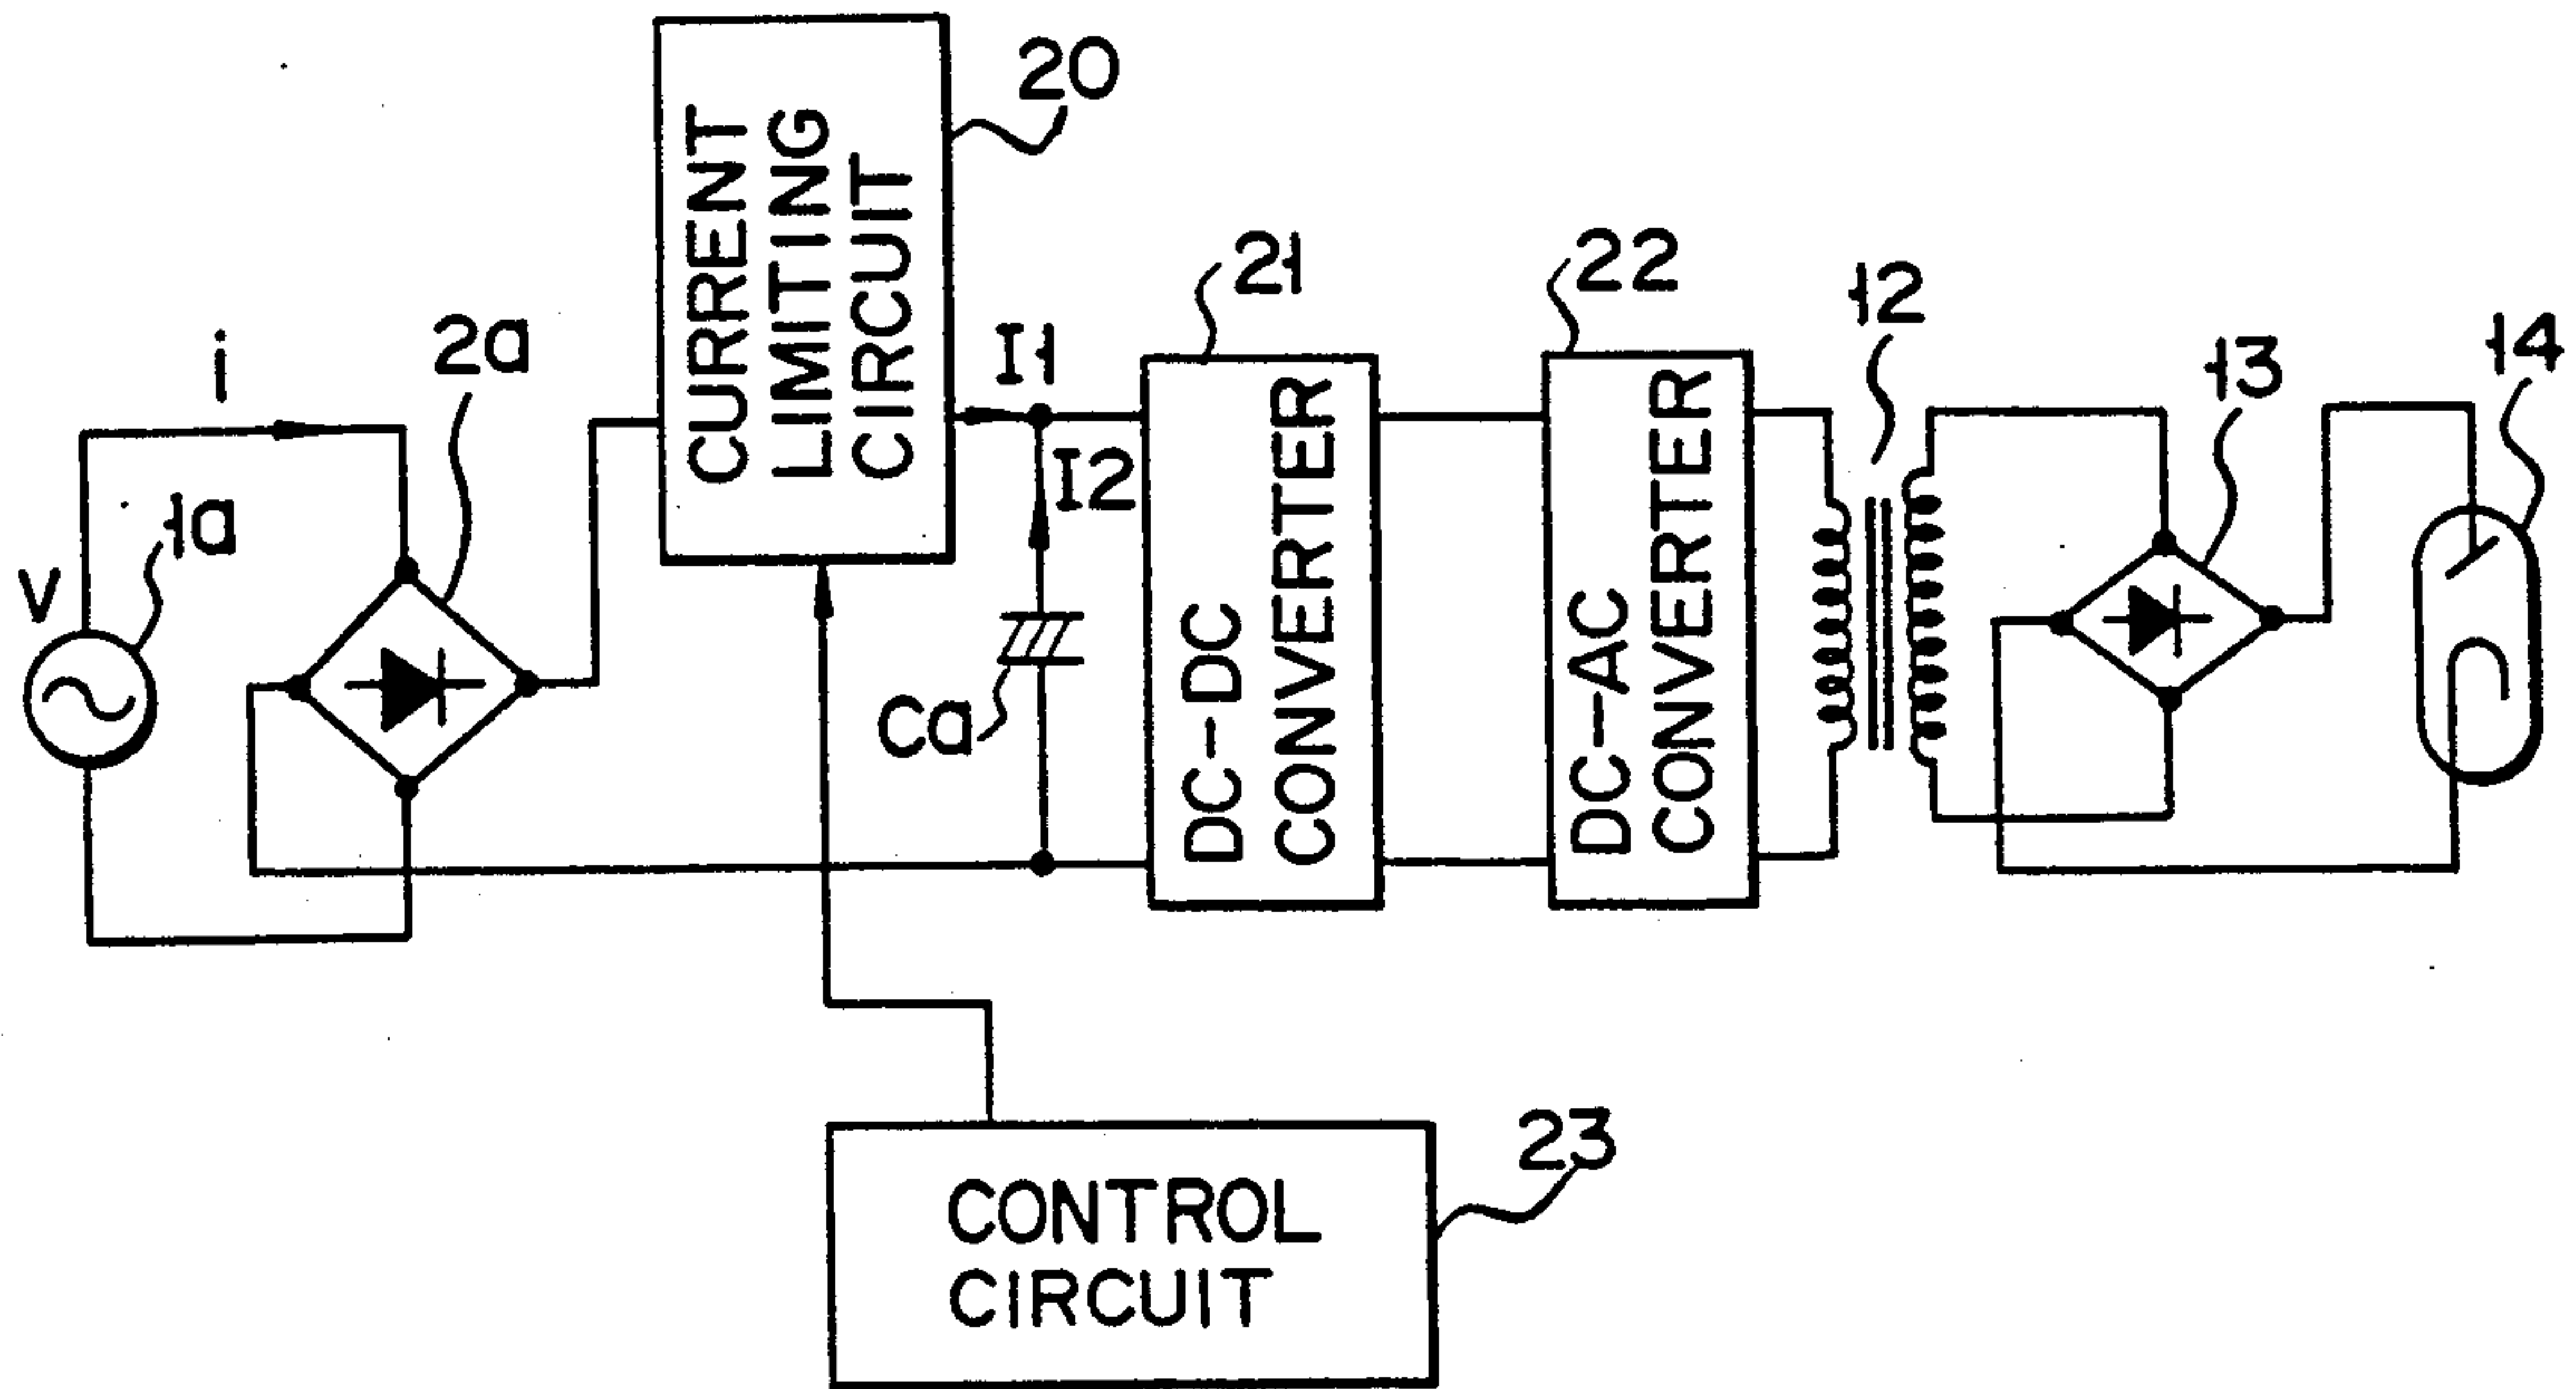 20
CURRENT
LIMITING
CIRCUIT
21
22
12
I1
i
2a
13
14
I2
1a
V
Ca
DC-DC
CONVERTER
DC-AC
CONVERTER
23
CONTROL
CIRCUIT